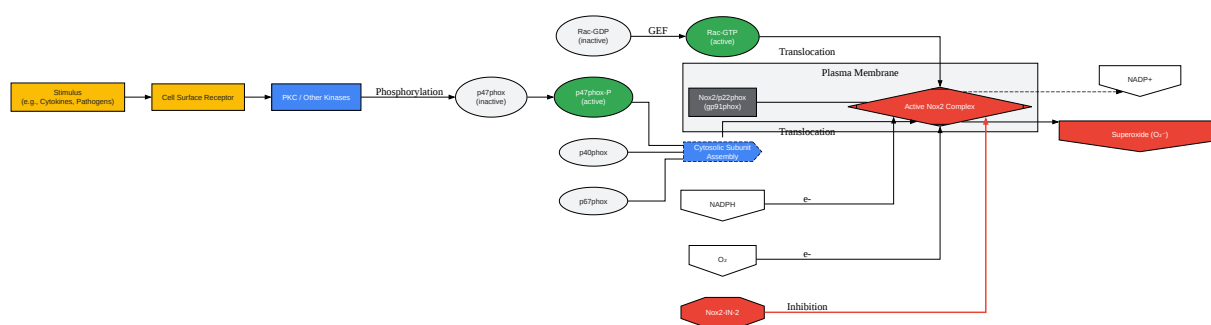 Rac-GDP
(inactive)
GEF
Rac-GTP
(active)
Translocation
Plasma Membrane
NADP+
Stimulus
(e.g., Cytokines, Pathogens)
Cell Surface Receptor
PKC / Other Kinases
Phosphorylation
p47phox
(inactive)
p47phox-P
(active)
Nox2/p22phox
(gp91phox)
Active Nox2 Complex
Translocation
Superoxide (O₂⁻)
p40phox
Cytosolic Subunit
Assembly
p67phox
NADPH
e-
O₂
e-
Nox2-IN-2
Inhibition